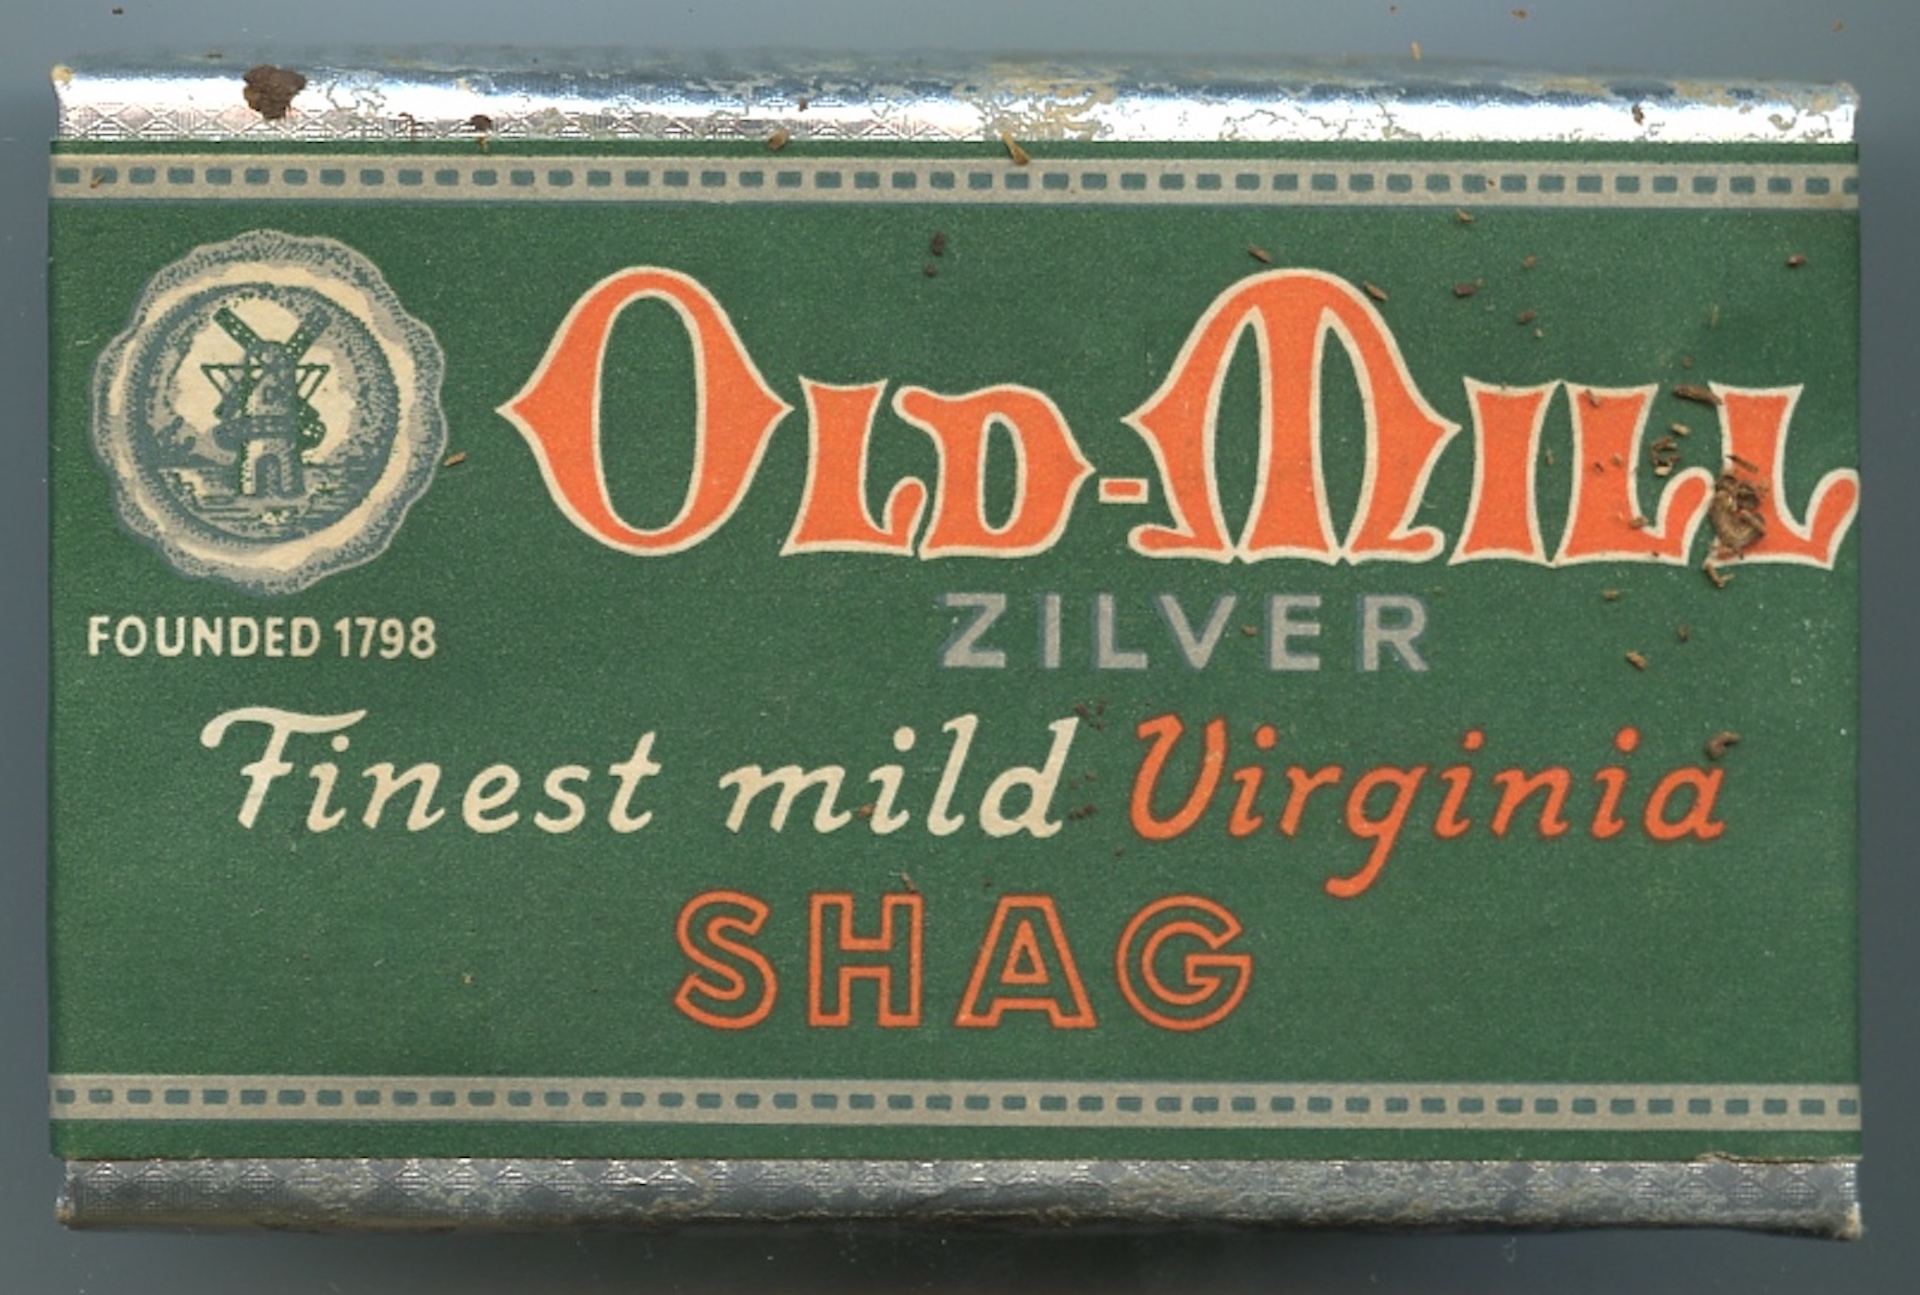 OLD-MILL
ZILVER
FOUNDED 1798
Finest mild Virginia
SHAG